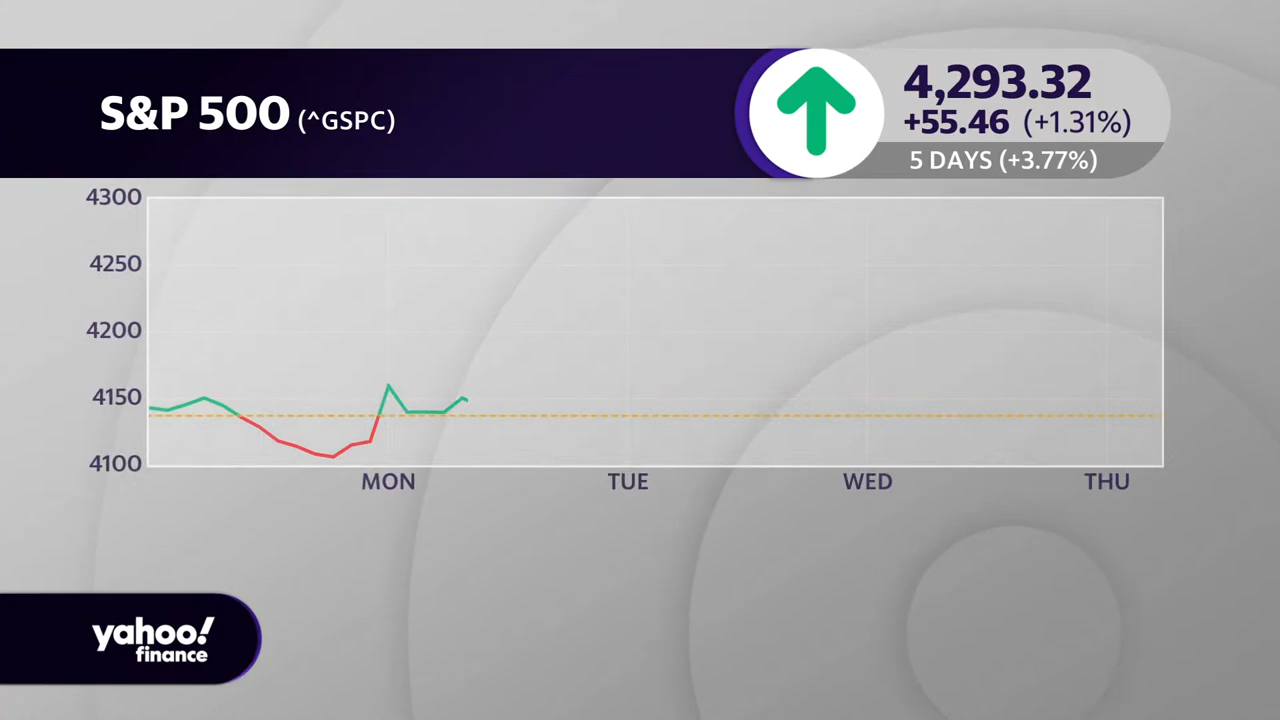 S&P 500 (^GSPC)
4,293.32
+55.46 (+1.31%)
5 DAYS (+3.77%)
4300
4250
4200
4150
4100
MON TUE WED THU
yahoo!
finance